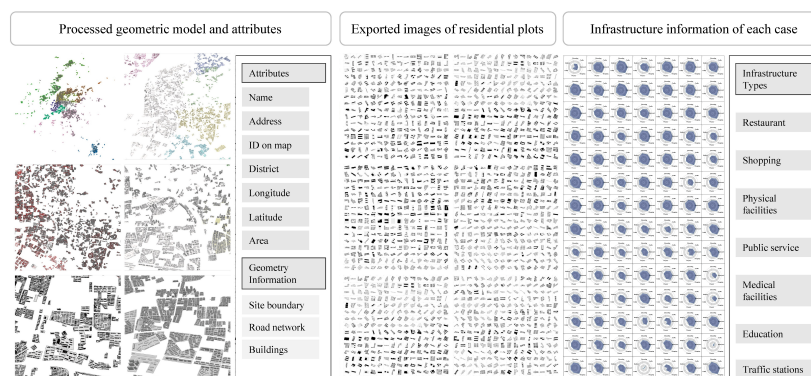 Processed geometric model and attributes
Exported images of residential plots
Infrastructure information of each case
Attributes
Name
Address
ID on map
District
Longitude
Latitude
Area
Geometry
Information
Site boundary
Road network
Buildings
Infrastructure
Types
Restaurant
Shopping
Physical
facilities
Public service
Medical
facilities
Education
Traffic stations